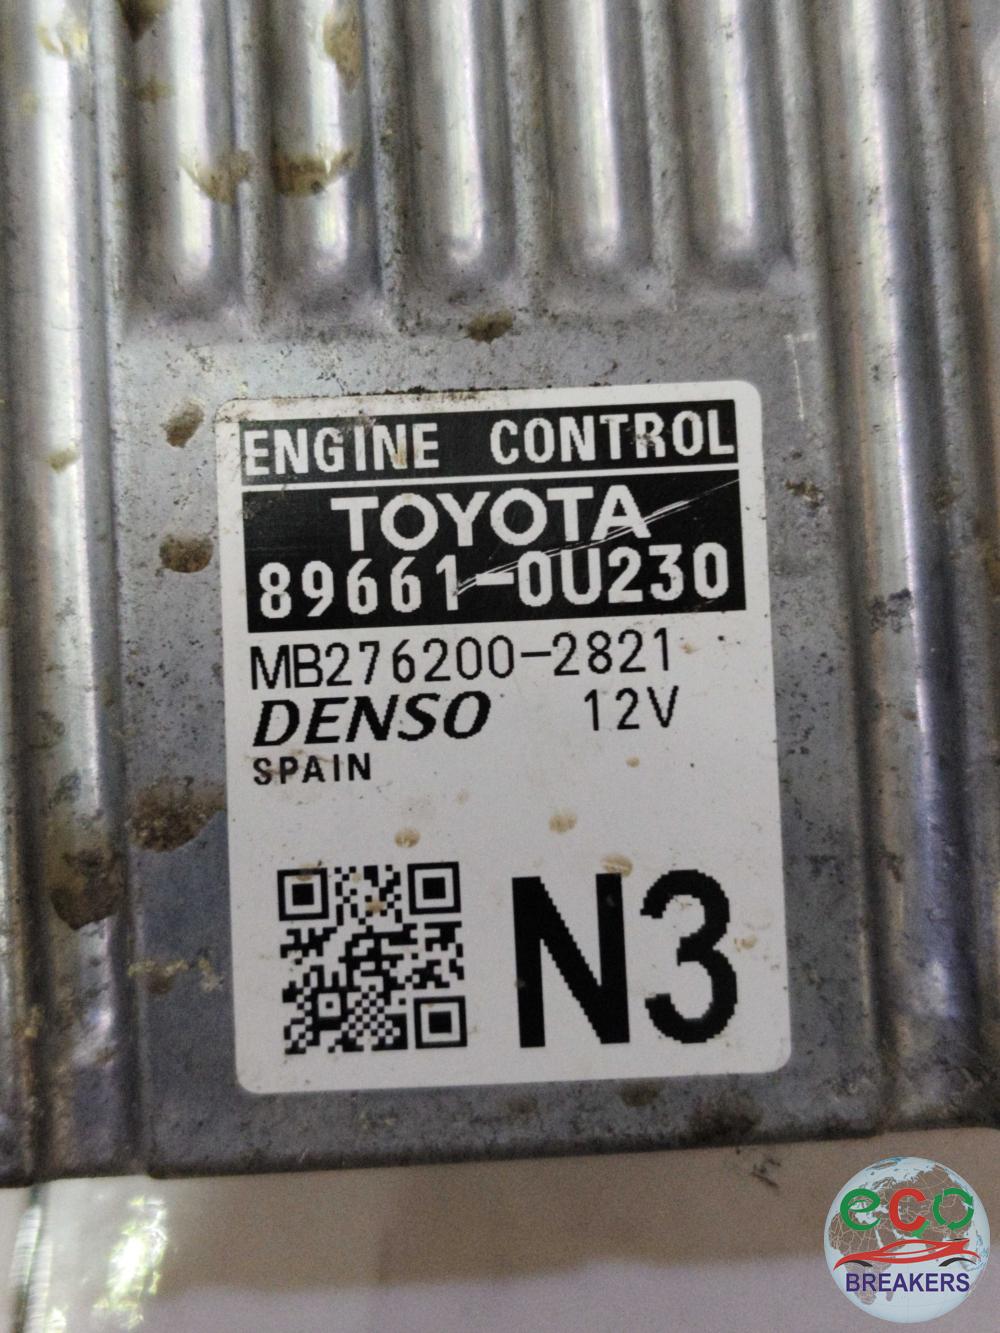 ENGINE CONTROL
TOYOTA
89661-0U230
MB276200-2821
DENSO 12V
SPAIN
N3
eco
BREAKERS